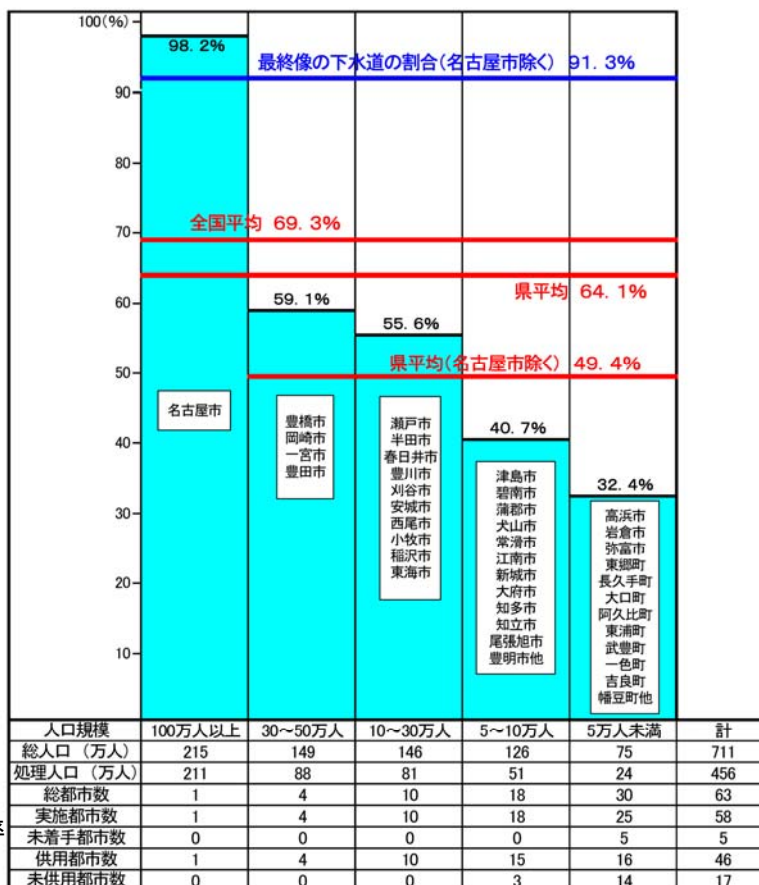 100(%)
98.2%
最終像の下水道の割合(名古屋市除く) 91.3%
90
80
全国平均 69.3%
70
県平均 64.1%
60
59.1%
55.6%
県平均(名古屋市除く) 49.4%
50
40.7%
40
32.4%
30
20
10
名古屋市
豊橋市
岡崎市
一宮市
豊田市
瀬戸市
半田市
春日井市
豊川市
刈谷市
安城市
西尾市
小牧市
稲沢市
東海市
津島市
碧南市
蒲郡市
犬山市
常滑市
江南市
新城市
大府市
知多市
知立市
尾張旭市
豊明市他
高浜市
岩倉市
弥富市
東郷町
長久手町
大口町
阿久比町
東浦町
武豊町
一色町
吉良町
幡豆町他
人口規模 100万人以上 30~50万人 10~30万人 5~10万人 5万人未満 計
総人口 (万人) 215 149 146 126 75 711
処理人口 (万人) 211 88 81 51 24 456
総都市数 1 4 10 18 30 63
実施都市数 1 4 10 18 25 58
未着手都市数 0 0 0 0 5 5
供用都市数 1 4 10 15 16 46
未供用都市数 0 0 0 3 14 17